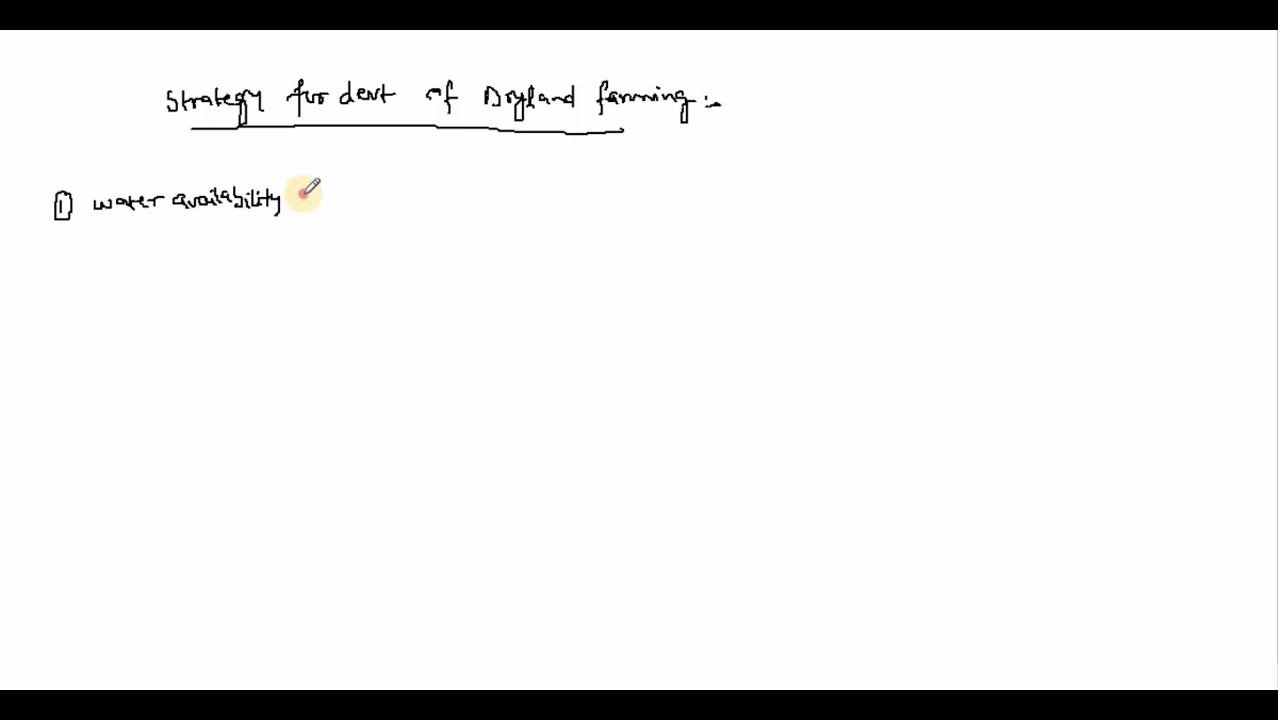 Strategy for devt of Dryland farming :-
1 water availability